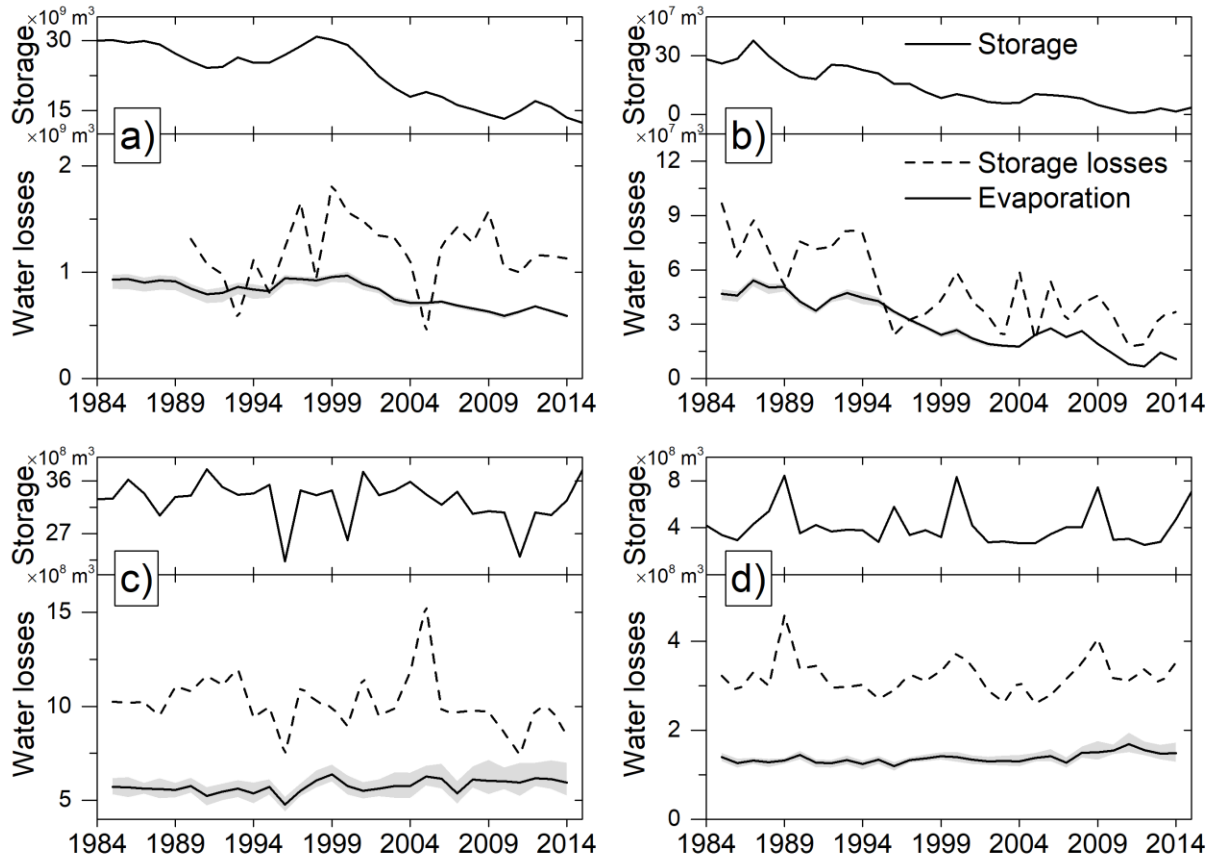 ×10⁹ m³
30
15
Storage
a)
×10⁹ m³
2
1
0
Water losses
1984 1989 1994 1999 2004 2009 2014
×10⁷ m³
30
0
Storage
Storage
b)
×10⁷ m³
12
9
6
3
0
Water losses
Storage losses
Evaporation
1984 1989 1994 1999 2004 2009 2014
×10⁸ m³
36
27
Storage
c)
×10⁸ m³
15
10
5
Water losses
1984 1989 1994 1999 2004 2009 2014
×10⁸ m³
8
4
Storage
d)
×10⁸ m³
4
2
0
Water losses
1984 1989 1994 1999 2004 2009 2014